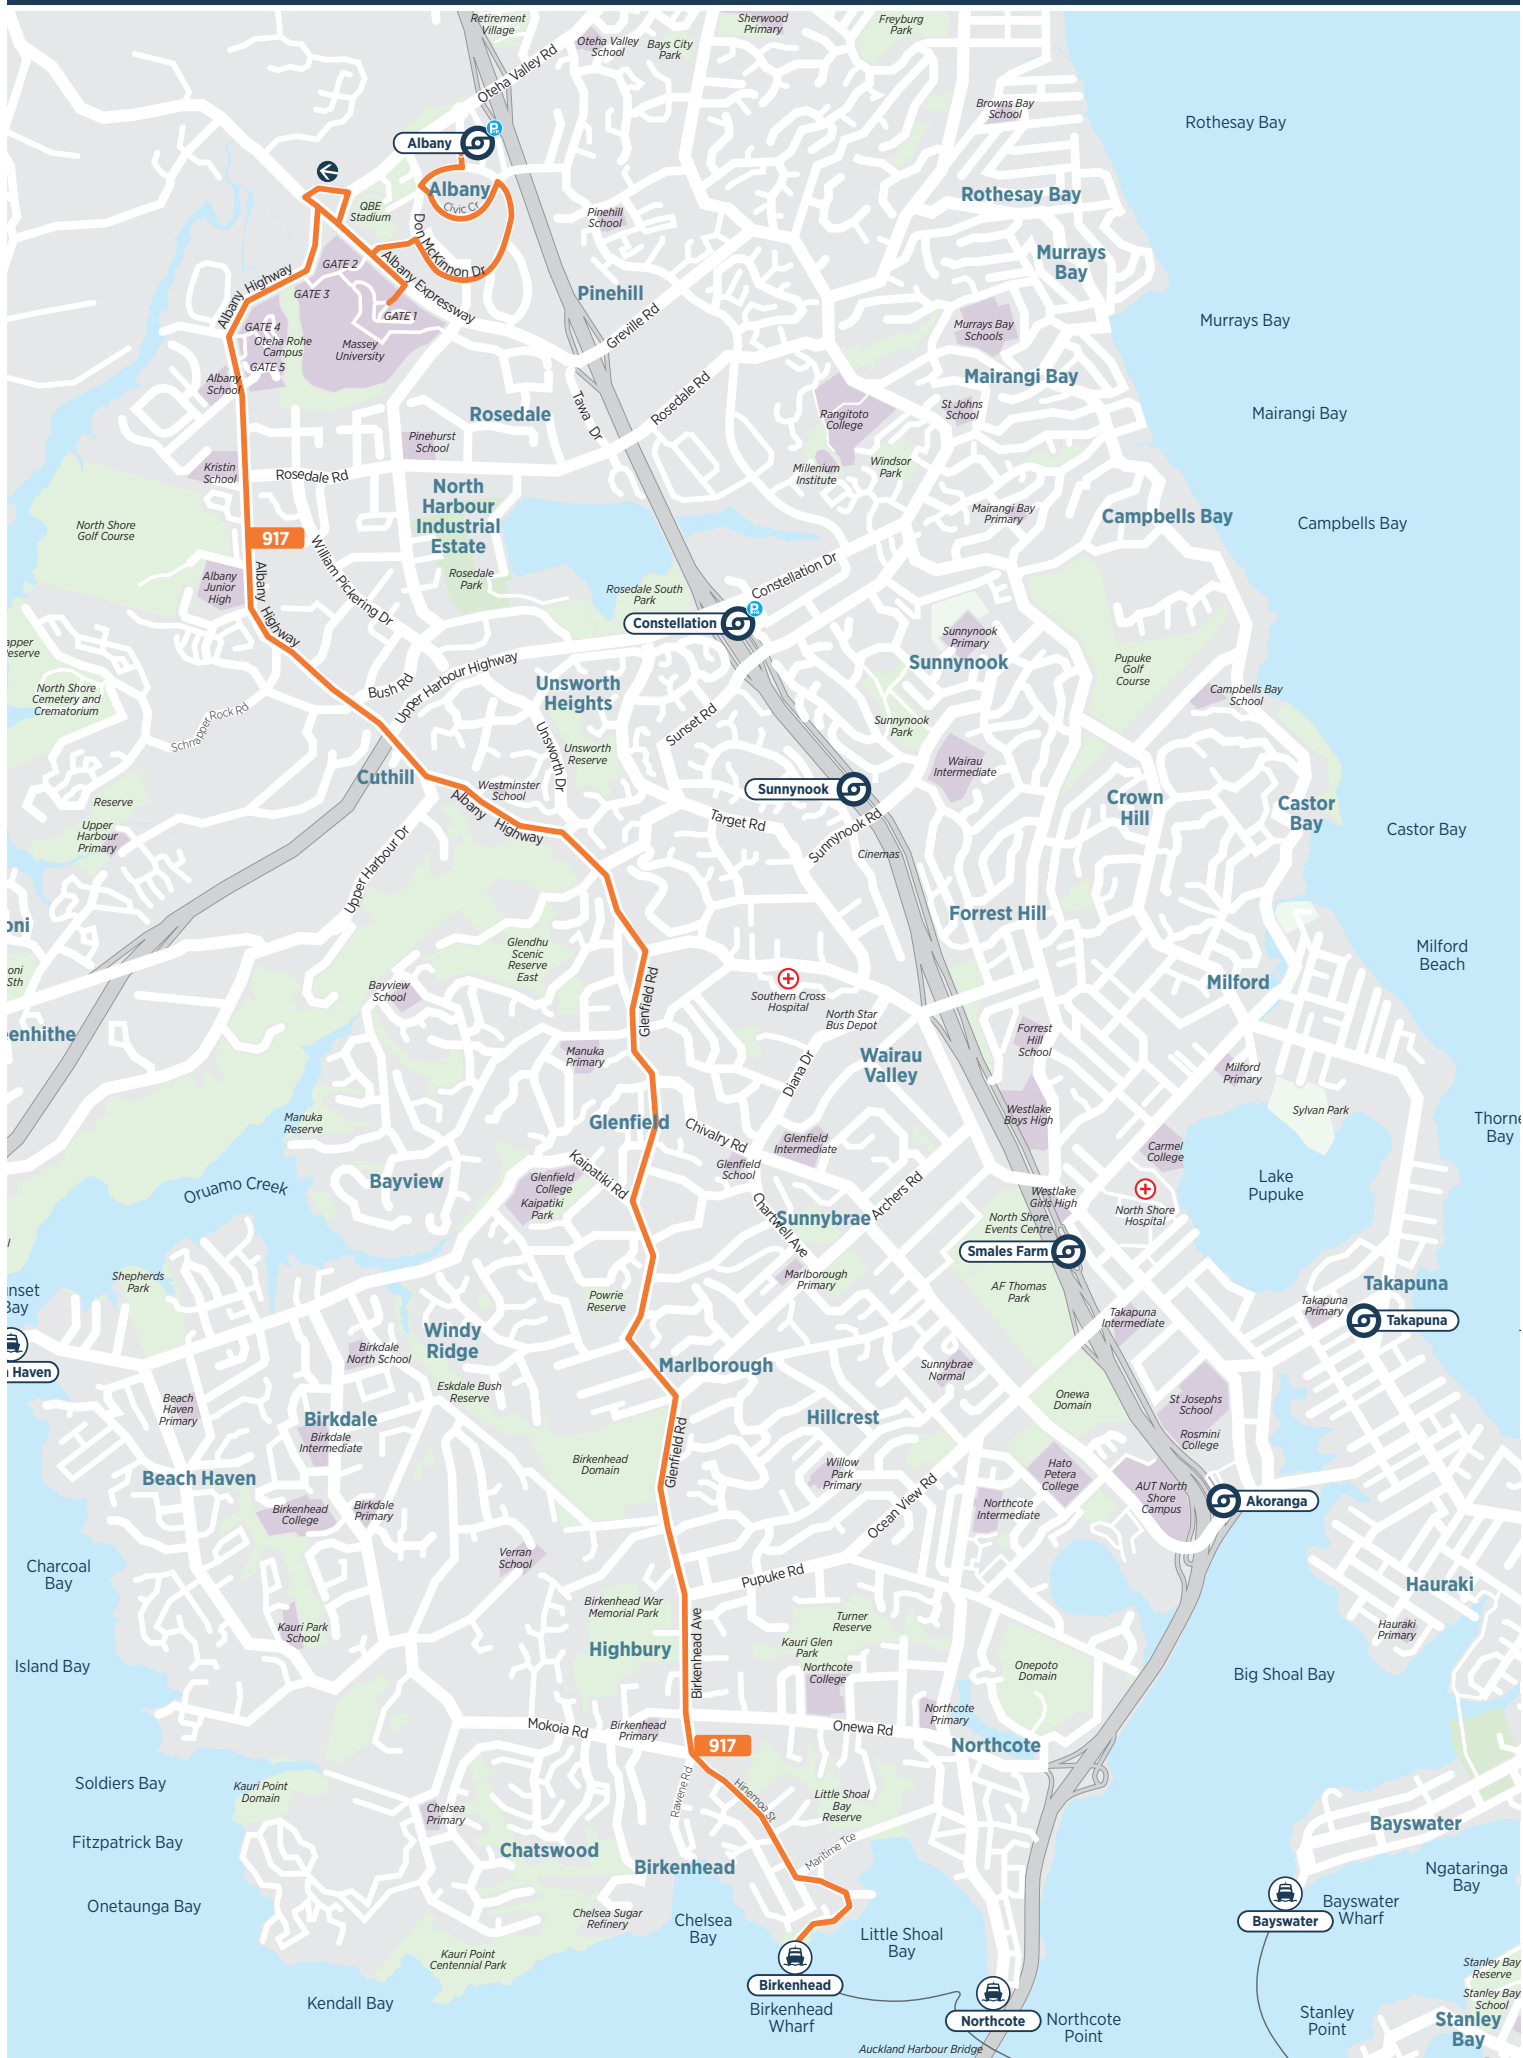 Retirement
Village
Sherwood
Primary
Freyburg
Park
Oteha Valley
School
Bays City
Park
Oteha Valley Rd
Browns Bay
School
Rothesay Bay
Albany
Albany
Civic Cr
QBE
Stadium
Don McKinnon Dr
Pinehill
School
Rothesay Bay
Murrays
Bay
GATE 2
Albany Highway
GATE 3
Albany Expressway
GATE 1
Pinehill
Greville Rd
Murrays Bay
Schools
Murrays Bay
GATE 4
Oteha Rohe
Campus
GATE 5
Massey
University
Albany
School
Mairangi Bay
Rosedale
Tawa Dr
Rosedale Rd
Rangitoto
College
St Johns
School
Mairangi Bay
Pinehurst
School
Kristin
School
Rosedale Rd
Millenium
Institute
Windsor
Park
North
Harbour
Industrial
Estate
Mairangi Bay
Primary
Campbells Bay
Campbells Bay
North Shore
Golf Course
917
William Pickering Dr
Albany Highway
Albany
Junior
High
Rosedale
Park
Rosedale South
Park
Constellation Dr
Constellation
Sunnynook
Primary
Sunnynook
Pupuke
Golf
Course
Campbells Bay
School
North Shore
Cemetery and
Crematorium
Schnapper Rock Rd
Bush Rd
Upper Harbour Highway
Unsworth
Heights
Unsworth Dr
Unsworth
Reserve
Sunset Rd
Sunnynook
Park
Wairau
Intermediate
Cuthill
Westminster
School
Sunnynook
Crown
Hill
Castor
Bay
Castor Bay
Reserve
Upper
Harbour
Primary
Albany Highway
Target Rd
Sunnynook Rd
Cinemas
Upper Harbour Dr
Forrest Hill
oni
oni
Sth
Glendhu
Scenic
Reserve
East
Milford
Beach
Bayview
School
Glenfield Rd
Southern Cross
Hospital
North Star
Bus Depot
Milford
enhithe
Manuka
Primary
Diana Dr
Wairau
Valley
Forrest
Hill
School
Milford
Primary
Manuka
Reserve
Glenfield
Chivalry Rd
Glenfield
Intermediate
Westlake
Boys High
Sylvan Park
Thorne
Bay
Carmel
College
Oruamo Creek
Bayview
Kaipatiki Rd
Glenfield
College
Kaipatiki
Park
Glenfield
School
Chartwell Ave
Sunnybrae
Archers Rd
Westlake
Girls High
North Shore
Events Centre
North Shore
Hospital
Lake
Pupuke
Smales Farm
Shepherds
Park
Powrie
Reserve
Marlborough
Primary
AF Thomas
Park
Takapuna
Takapuna
Primary
Takapuna
Takapuna
Intermediate
Windy
Ridge
Birkdale
North School
Haven
Marlborough
Sunnybrae
Normal
Eskdale Bush
Reserve
Beach
Haven
Primary
Birkdale
Birkdale
Intermediate
Hillcrest
Onewa
Domain
St Josephs
School
Rosmini
College
Beach Haven
Birkenhead
Domain
Glenfield Rd
Willow
Park
Primary
Hato
Petera
College
AUT North
Shore
Campus
Akoranga
Birkenhead
College
Birkdale
Primary
Ocean View Rd
Northcote
Intermediate
Verran
School
Charcoal
Bay
Pupuke Rd
Hauraki
Birkenhead War
Memorial Park
Turner
Reserve
Kauri Park
School
Hauraki
Primary
Highbury
Birkenhead Ave
Kauri Glen
Park
Northcote
College
Onepoto
Domain
Island Bay
Big Shoal Bay
Mokoia Rd
Birkenhead
Primary
Onewa Rd
Northcote
Primary
917
Northcote
Soldiers Bay
Kauri Point
Domain
Rawene Rd
Hinemoa St
Little Shoal
Bay
Reserve
Chelsea
Primary
Bayswater
Fitzpatrick Bay
Chatswood
Maritime Tce
Birkenhead
Ngataringa
Bay
Onetaunga Bay
Chelsea Sugar
Refinery
Chelsea
Bay
Little Shoal
Bay
Bayswater
Bayswater
Wharf
Kauri Point
Centennial Park
Stanley Bay
Reserve
Birkenhead
Birkenhead
Wharf
Kendall Bay
Northcote
Northcote
Point
Stanley Bay
School
Stanley
Point
Stanley
Bay
Auckland Harbour Bridge